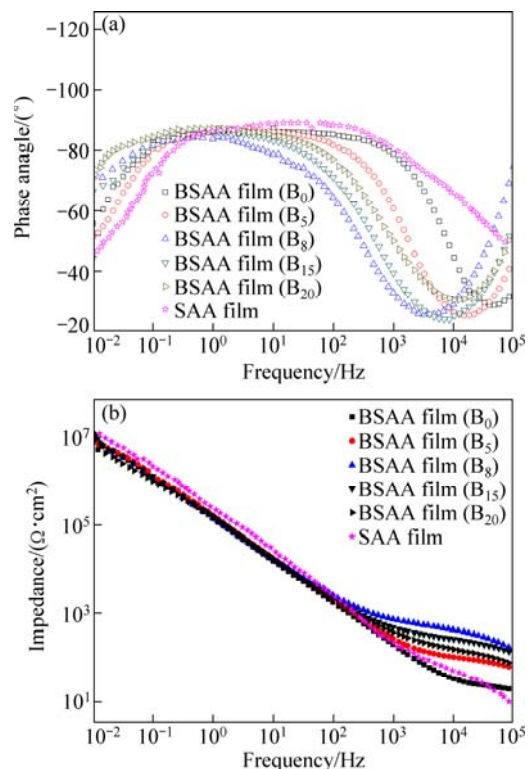 (a)
−120
−100
−80
−60
−40
−20
Phase anagle/(°)
BSAA film (B₀)
BSAA film (B₅)
BSAA film (B₈)
BSAA film (B₁₅)
BSAA film (B₂₀)
SAA film
10⁻² 10⁻¹ 10⁰ 10¹ 10² 10³ 10⁴ 10⁵
Frequency/Hz
(b)
10⁷
10⁵
10³
10¹
Impedance/(Ω·cm²)
BSAA film (B₀)
BSAA film (B₅)
BSAA film (B₈)
BSAA film (B₁₅)
BSAA film (B₂₀)
SAA film
10⁻² 10⁻¹ 10⁰ 10¹ 10² 10³ 10⁴ 10⁵
Frequency/Hz